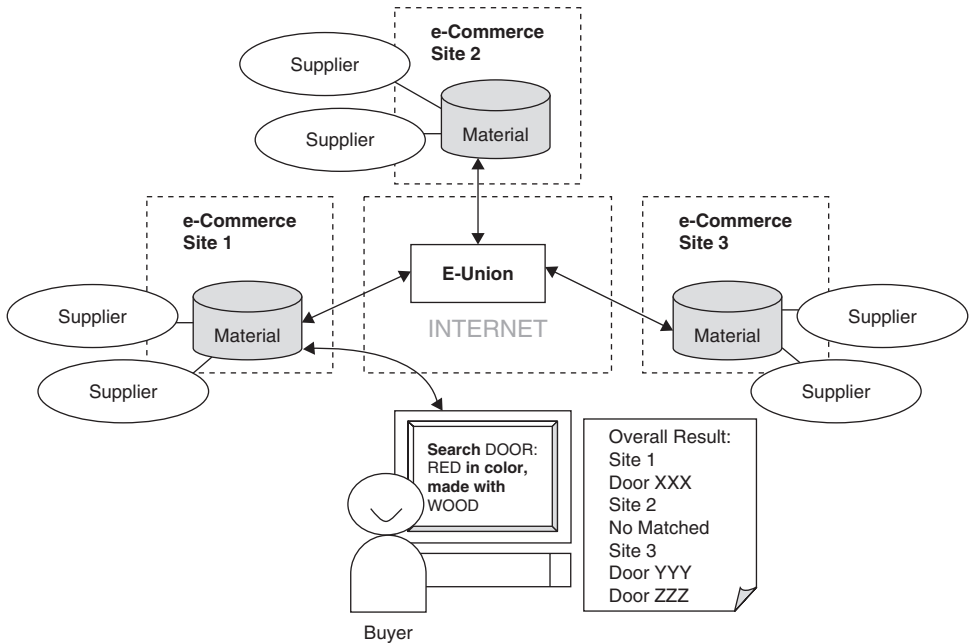 e-Commerce
Site 2
Supplier
Supplier
Material
e-Commerce
Site 1
Supplier
Supplier
Material
E-Union
INTERNET
e-Commerce
Site 3
Material
Supplier
Supplier
Search DOOR:
RED in color,
made with
WOOD
Buyer
Overall Result:
Site 1
Door XXX
Site 2
No Matched
Site 3
Door YYY
Door ZZZ